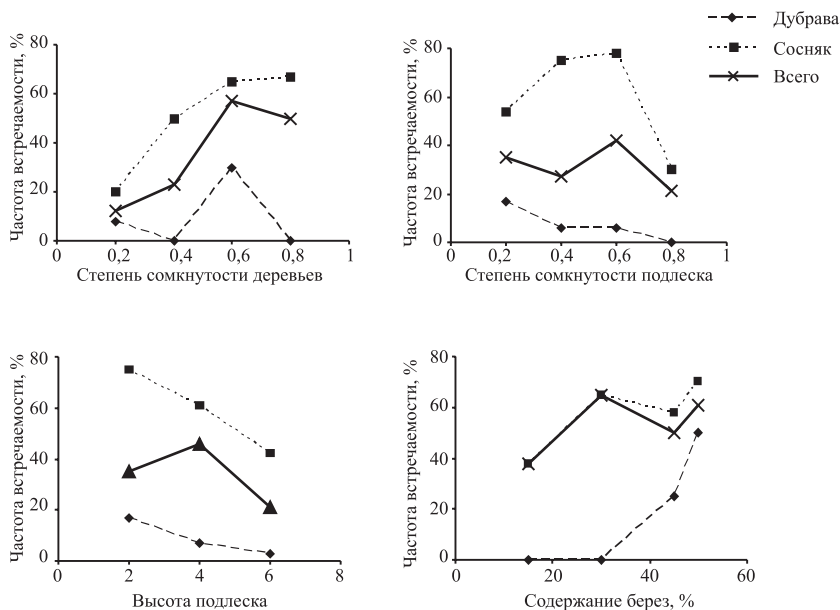 Дубрава
Сосняк
Всего
Частота встречаемости, %
80
60
40
20
0
0 0,2 0,4 0,6 0,8 1
Степень сомкнутости деревьев
Частота встречаемости, %
80
60
40
20
0
0 0,2 0,4 0,6 0,8 1
Степень сомкнутости подлеска
Частота встречаемости, %
80
60
40
20
0
0 2 4 6 8
Высота подлеска
Частота встречаемости, %
80
60
40
20
0
0 20 40 60
Содержание берез, %